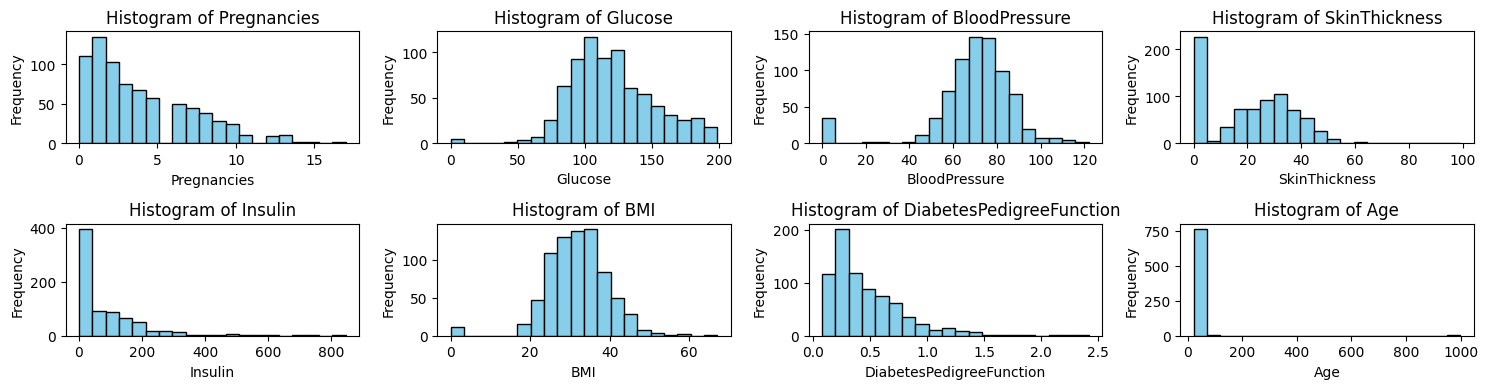 Histogram of Pregnancies
Frequency
100
50
0
0 5 10 15
Pregnancies
Histogram of Glucose
Frequency
100
50
0
0 50 100 150 200
Glucose
Histogram of BloodPressure
Frequency
150
100
50
0
0 20 40 60 80 100 120
BloodPressure
Histogram of SkinThickness
Frequency
200
100
0
0 20 40 60 80 100
SkinThickness
Histogram of Insulin
Frequency
400
200
0
0 200 400 600 800
Insulin
Histogram of BMI
Frequency
100
50
0
0 20 40 60
BMI
Histogram of DiabetesPedigreeFunction
Frequency
200
100
0
0.0 0.5 1.0 1.5 2.0 2.5
DiabetesPedigreeFunction
Histogram of Age
Frequency
750
500
250
0
0 200 400 600 800 1000
Age